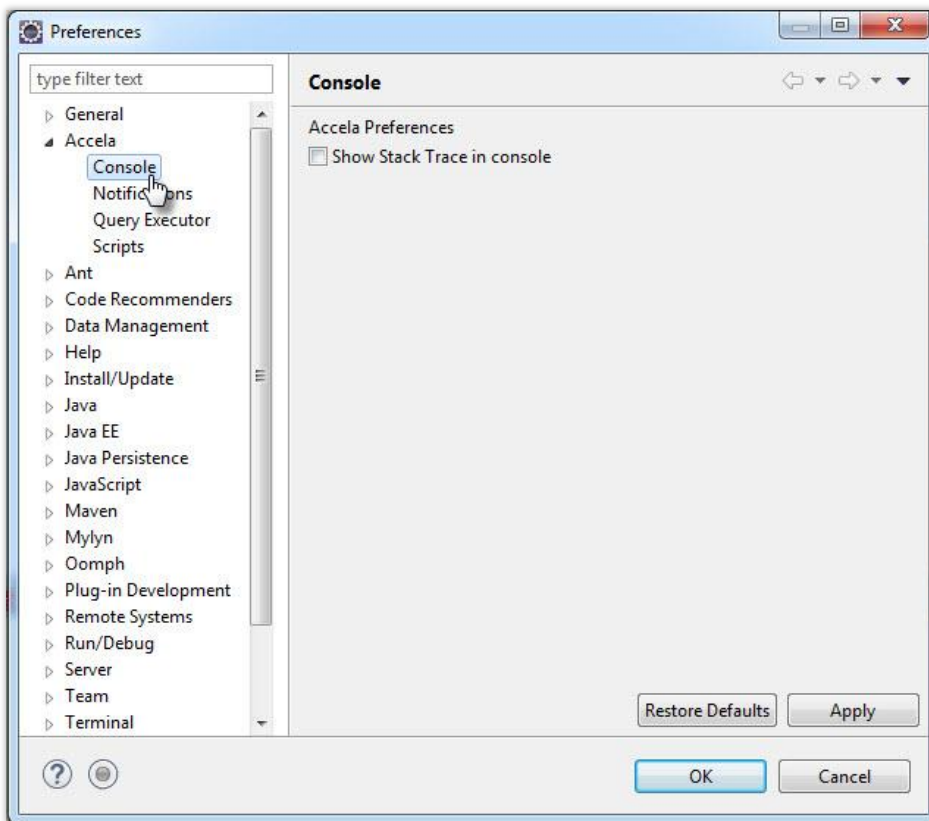 Preferences
type filter text
General
Accela
Console
Notifications
Query Executor
Scripts
Ant
Code Recommenders
Data Management
Help
Install/Update
Java
Java EE
Java Persistence
JavaScript
Maven
Mylyn
Oomph
Plug-in Development
Remote Systems
Run/Debug
Server
Team
Terminal
Console
Accela Preferences
Show Stack Trace in console
Restore Defaults
Apply
?
OK
Cancel